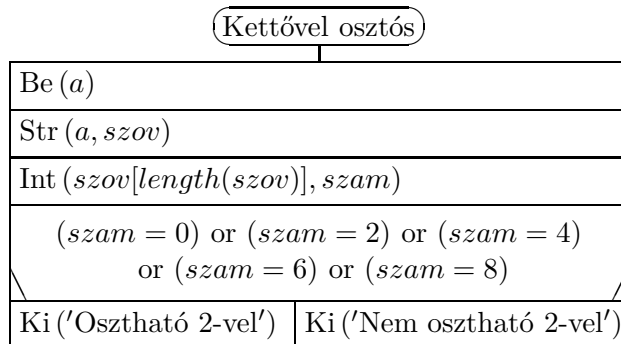 Kettővel osztós
Be (a)
Str (a, szov)
Int (szov[length(szov)], szam)
(szam = 0) or (szam = 2) or (szam = 4)
or (szam = 6) or (szam = 8)
Ki ('Osztható 2-vel') Ki ('Nem osztható 2-vel')